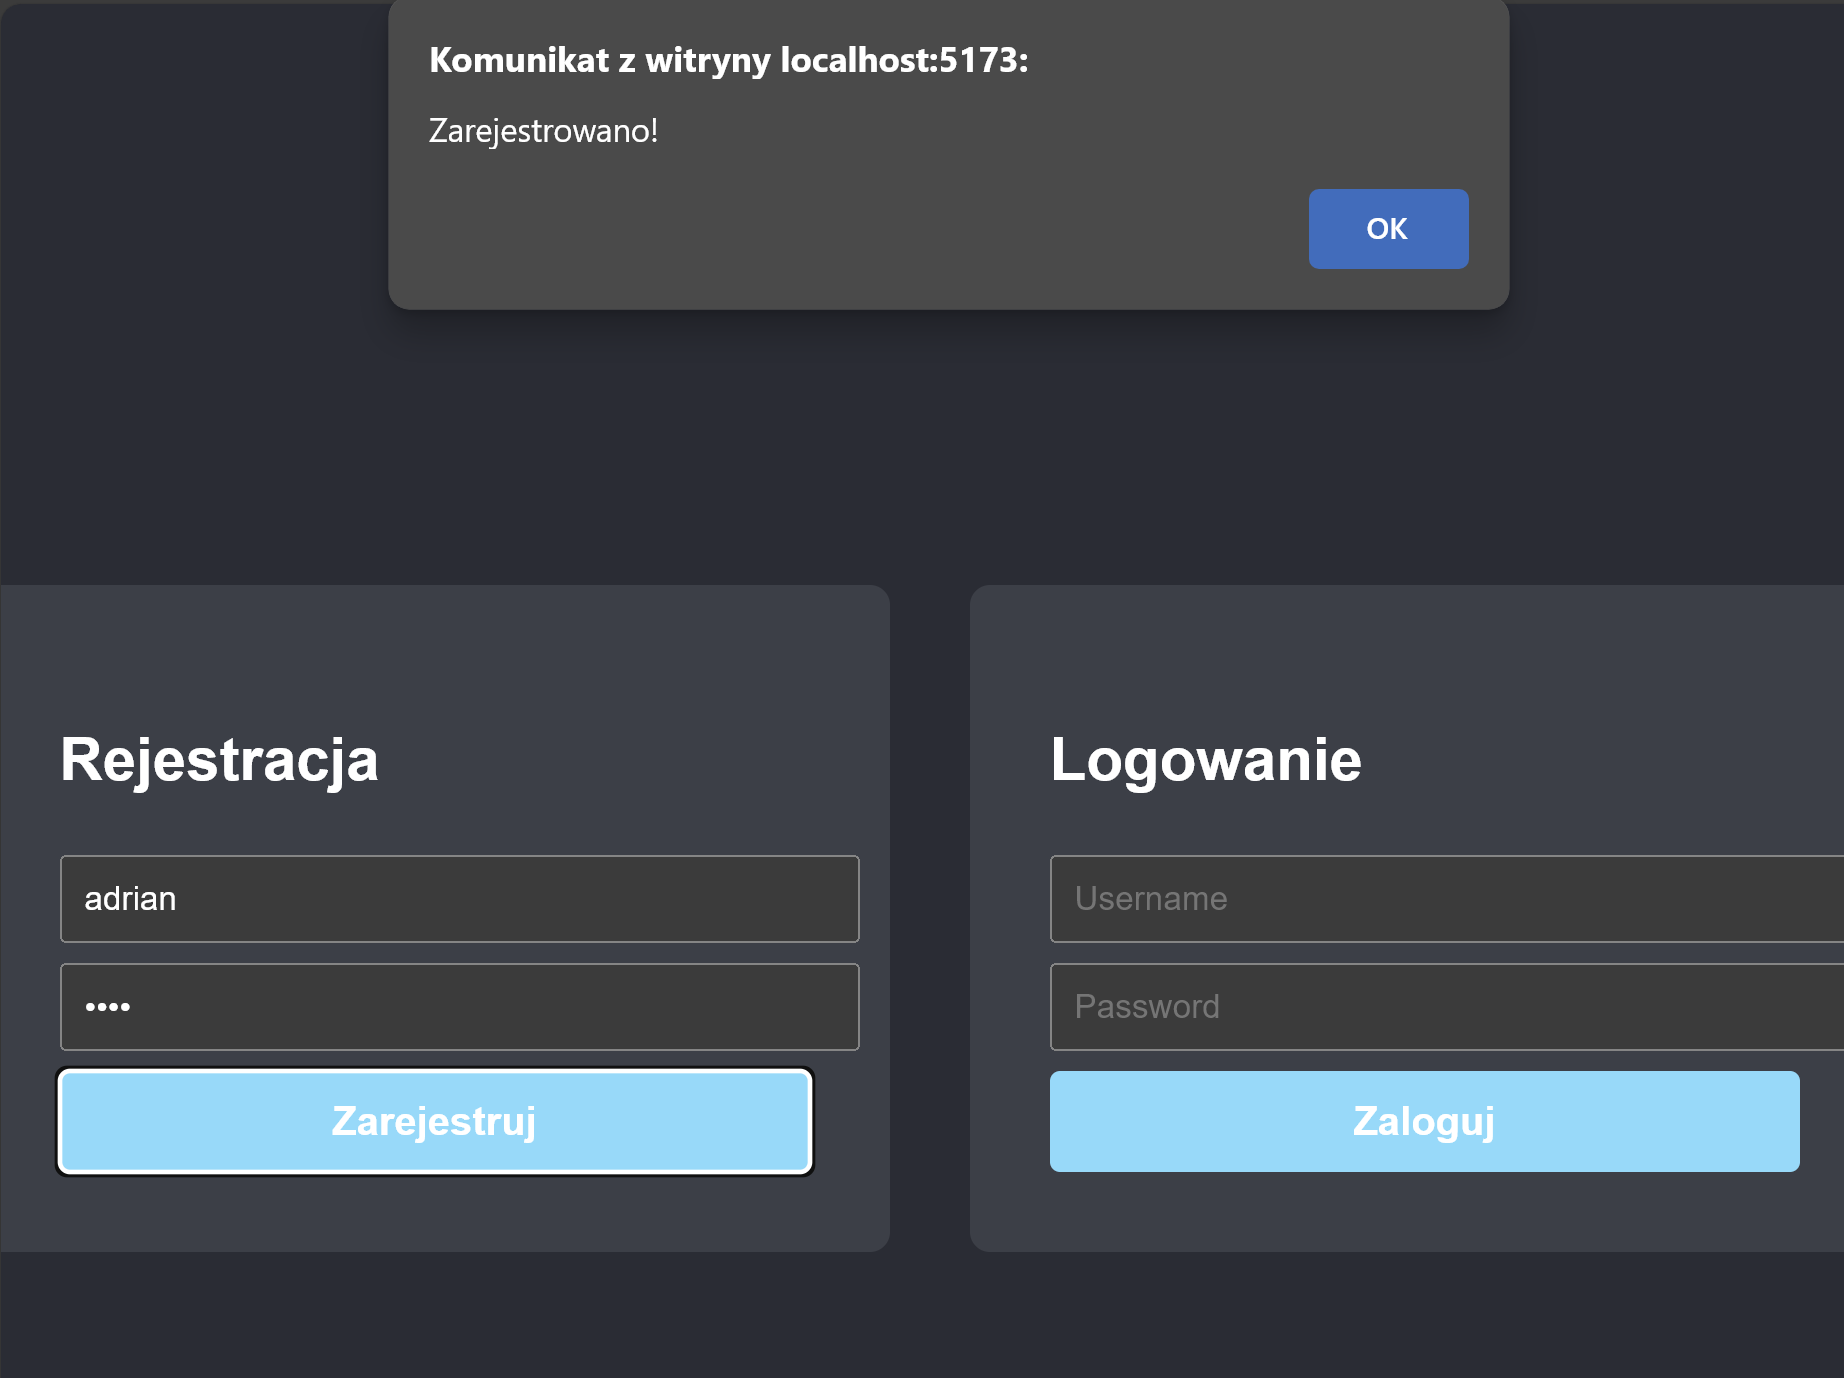 Komunikat z witryny localhost:5173:
Zarejestrowano!
OK
Rejestracja
adrian
••••
Zarejestruj
Logowanie
Username
Password
Zaloguj